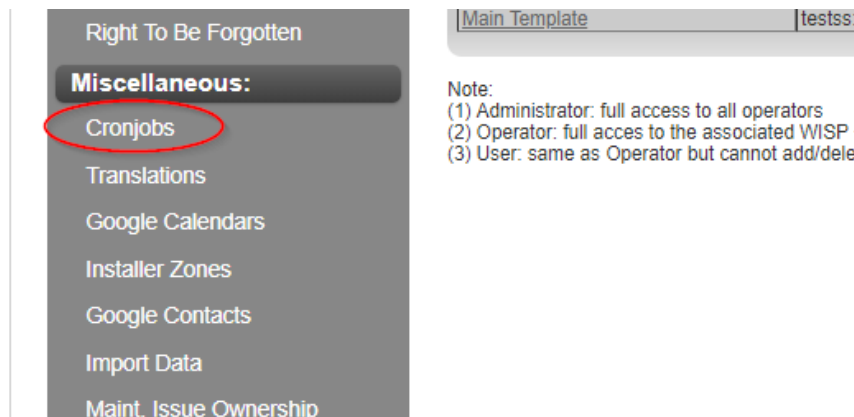 Right To Be Forgotten
Miscellaneous:
Cronjobs
Translations
Google Calendars
Installer Zones
Google Contacts
Import Data
Maint. Issue Ownership
Main Template
testss
Note:
(1) Administrator: full access to all operators
(2) Operator: full acces to the associated WISP
(3) User: same as Operator but cannot add/dele